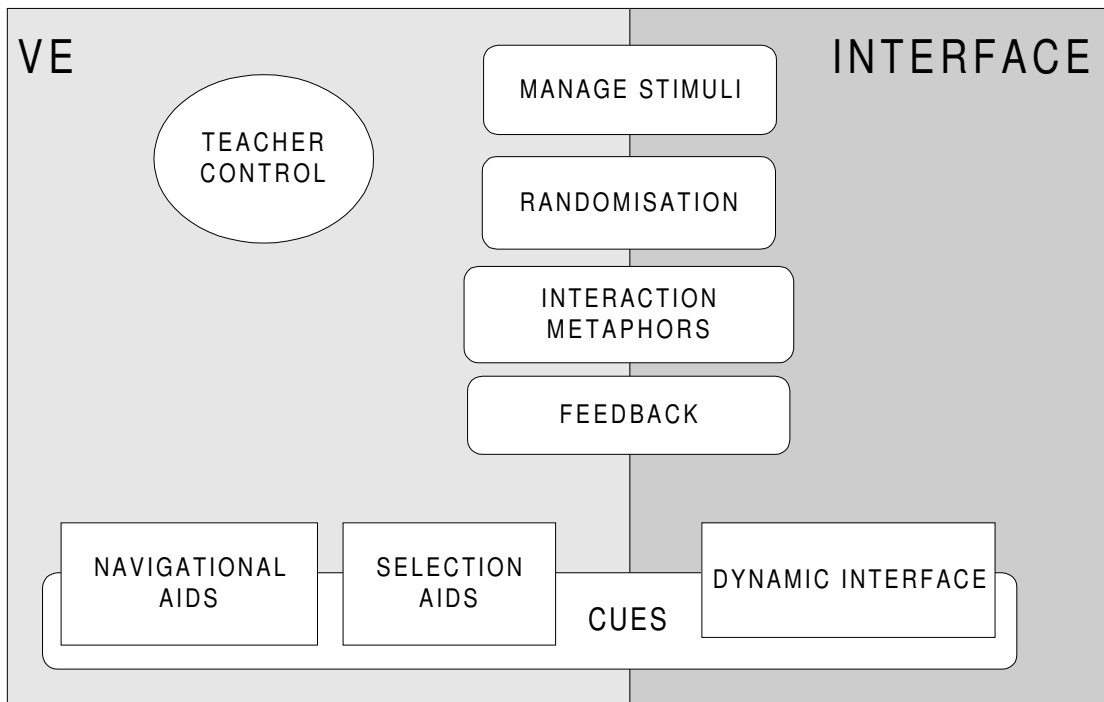 VE
INTERFACE
TEACHER
CONTROL
MANAGE STIMULI
RANDOMISATION
INTERACTION
METAPHORS
FEEDBACK
NAVIGATIONAL
AIDS
SELECTION
AIDS
CUES
DYNAMIC INTERFACE